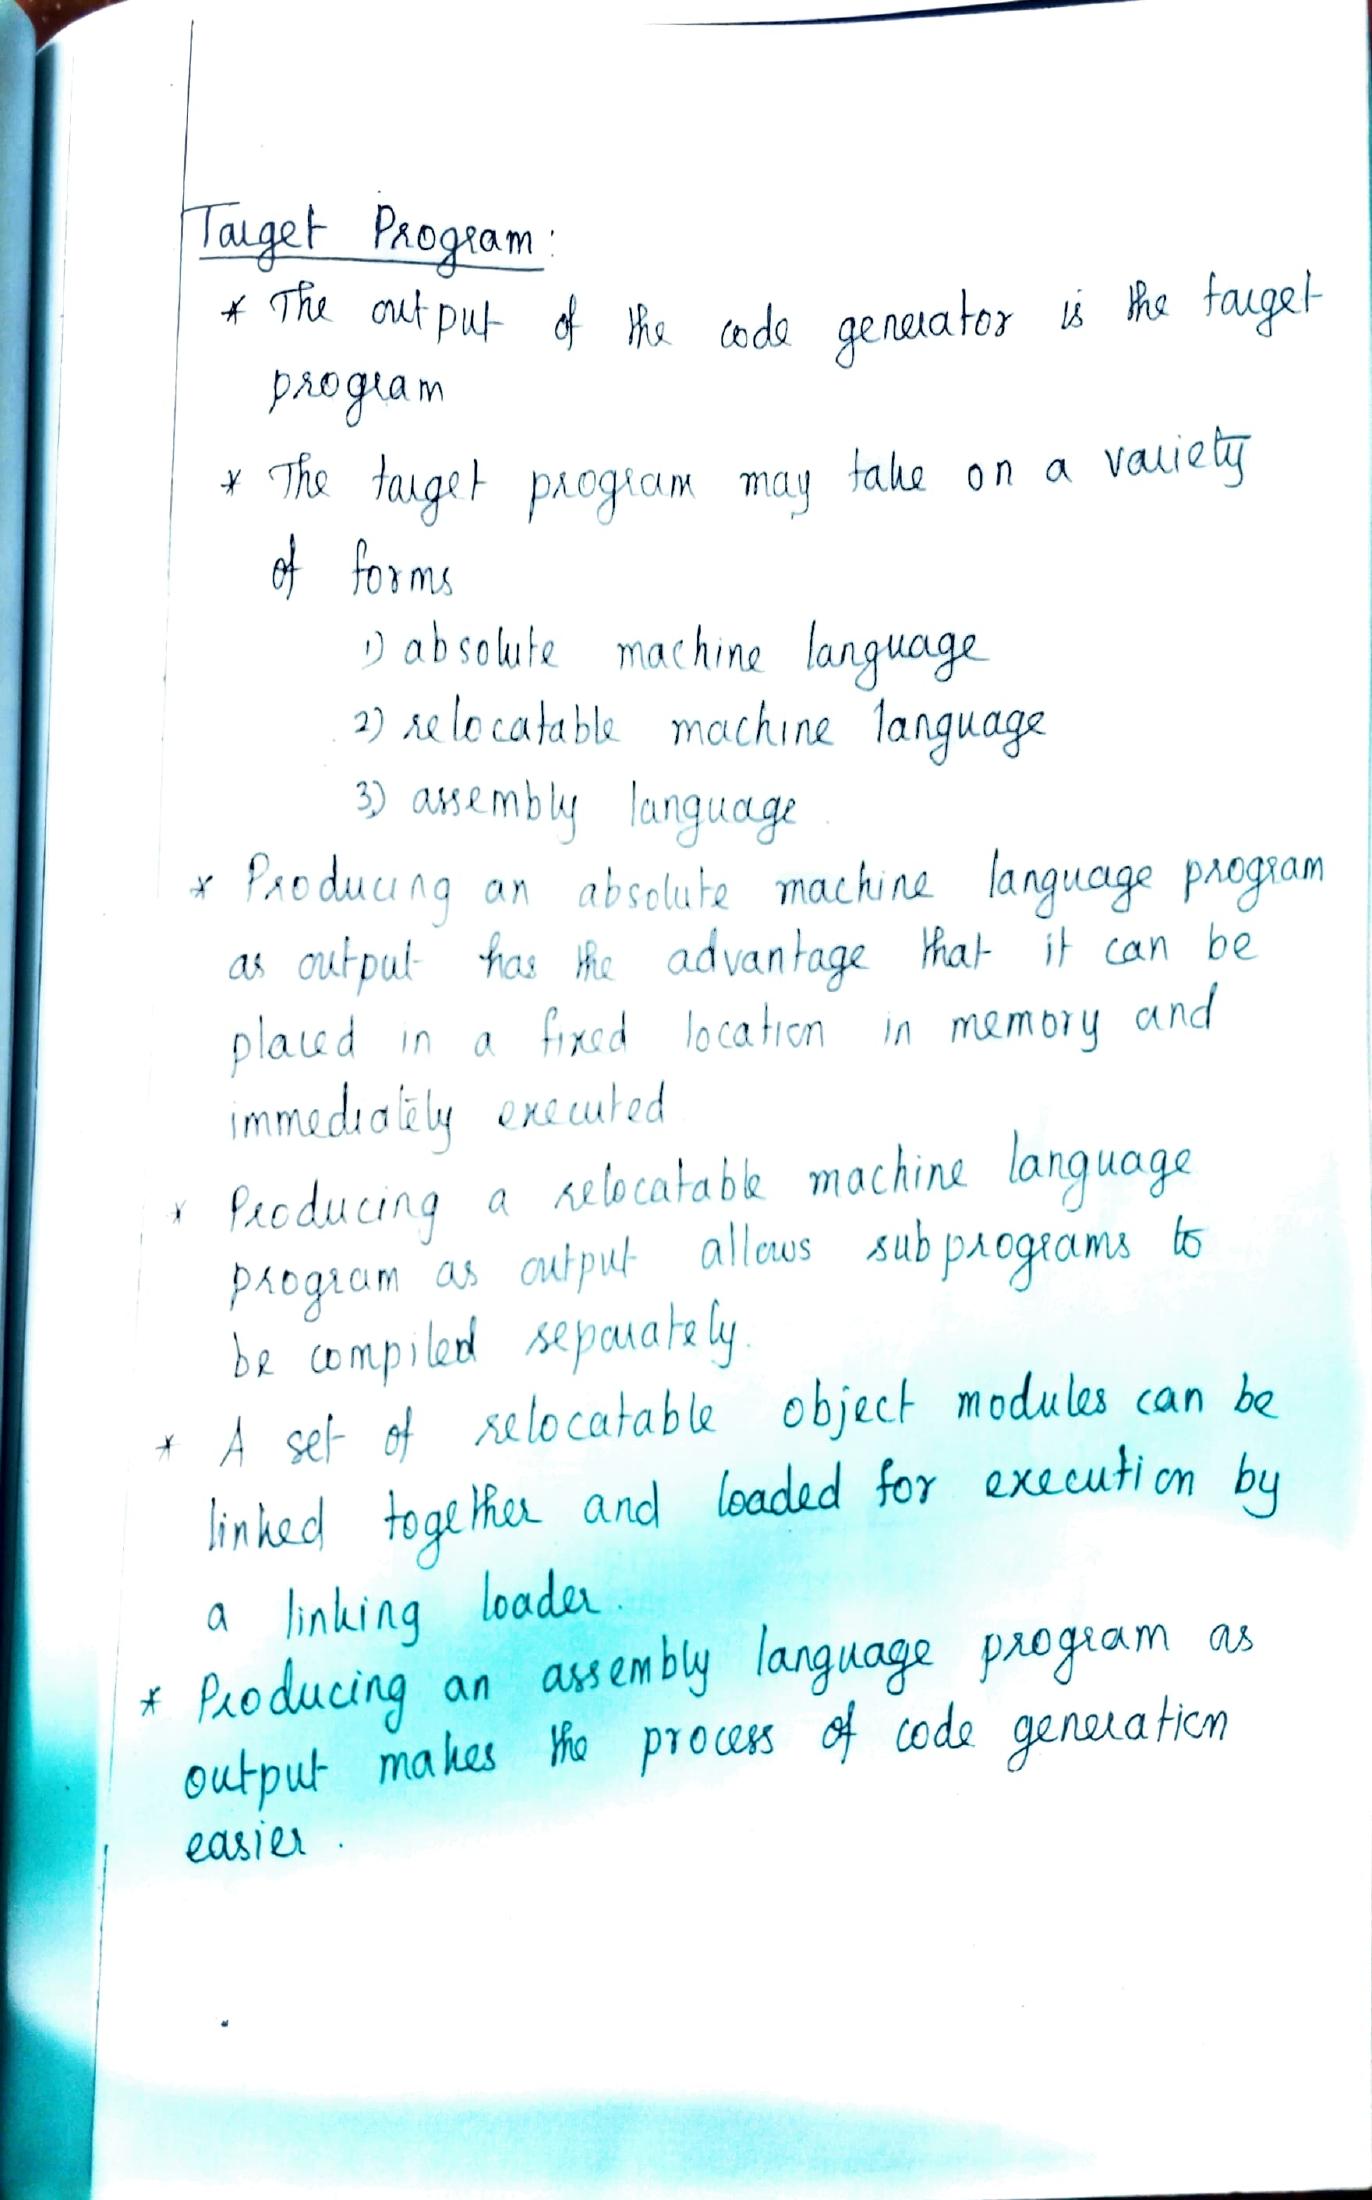 Target Program:
* The output of the code generator is the target
program
* The target program may take on a variety
of forms
1) absolute machine language
2) relocatable machine language
3) assembly language.
* Producing an absolute machine language program
as output has the advantage that it can be
placed in a fixed location in memory and
immediately executed
* Producing a relocatable machine language
program as output allows subprograms to
be compiled separately.
* A set of relocatable object modules can be
linked together and loaded for execution by
a linking loader.
* Producing an assembly language program as
output makes the process of code generation
easier.